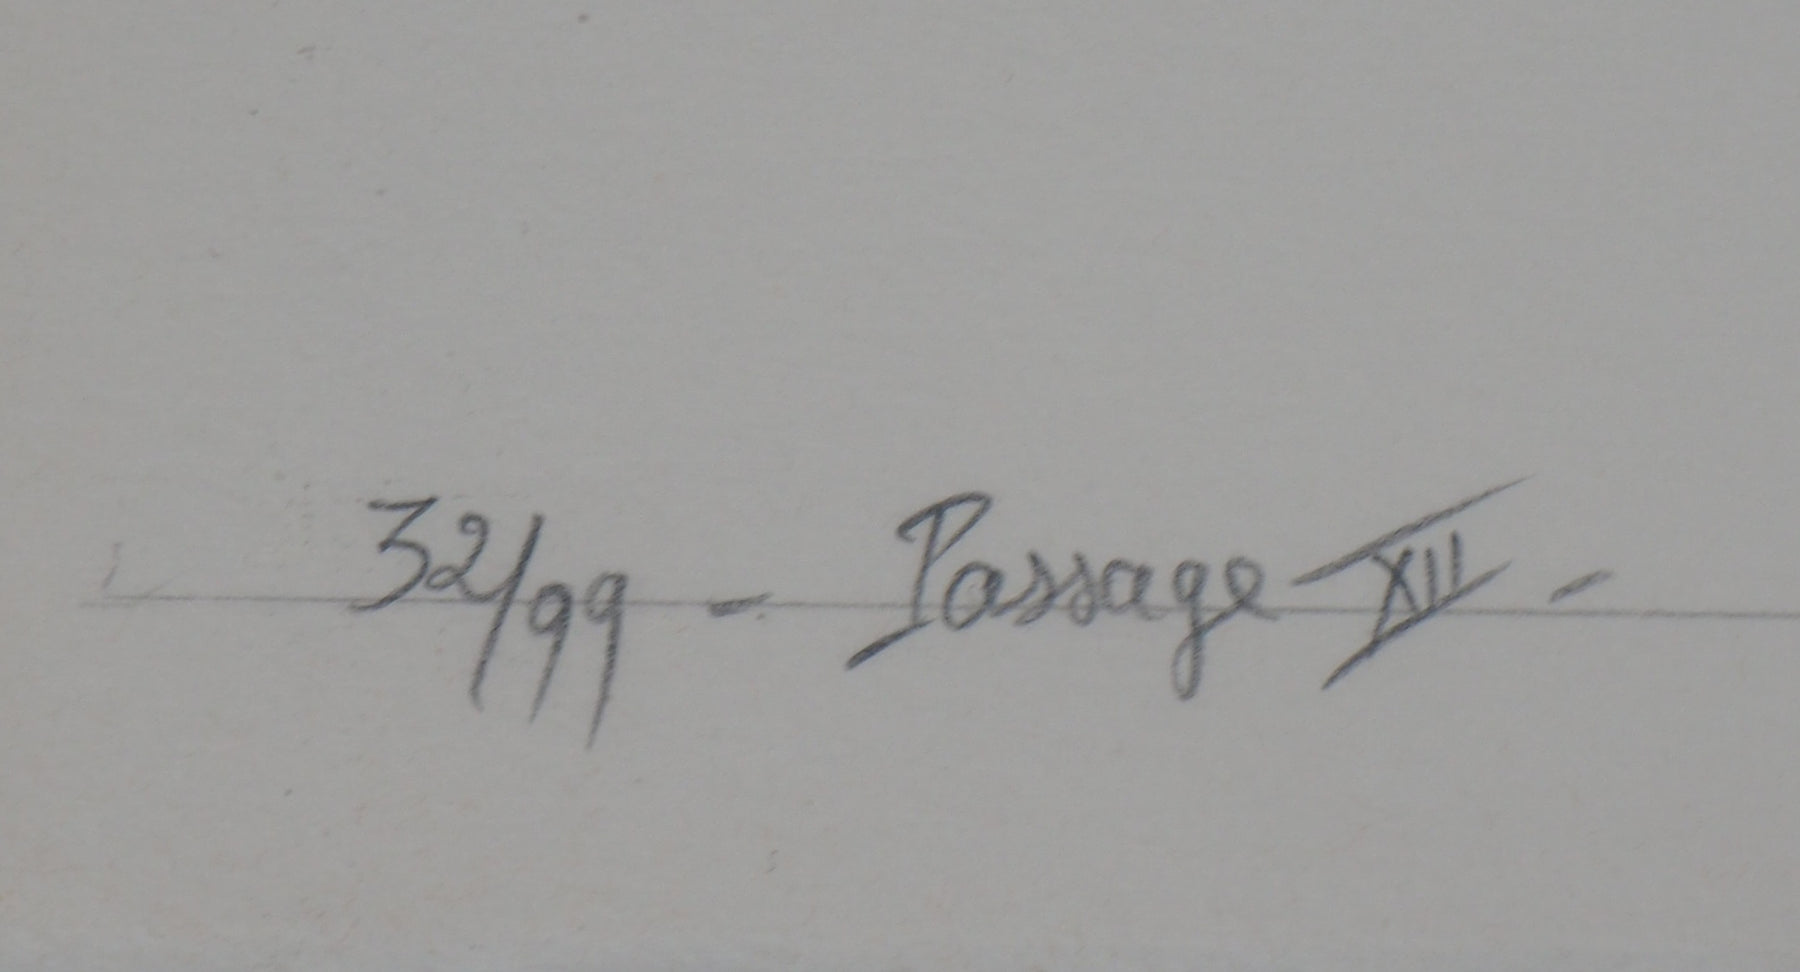 32/99 - Passage XII -